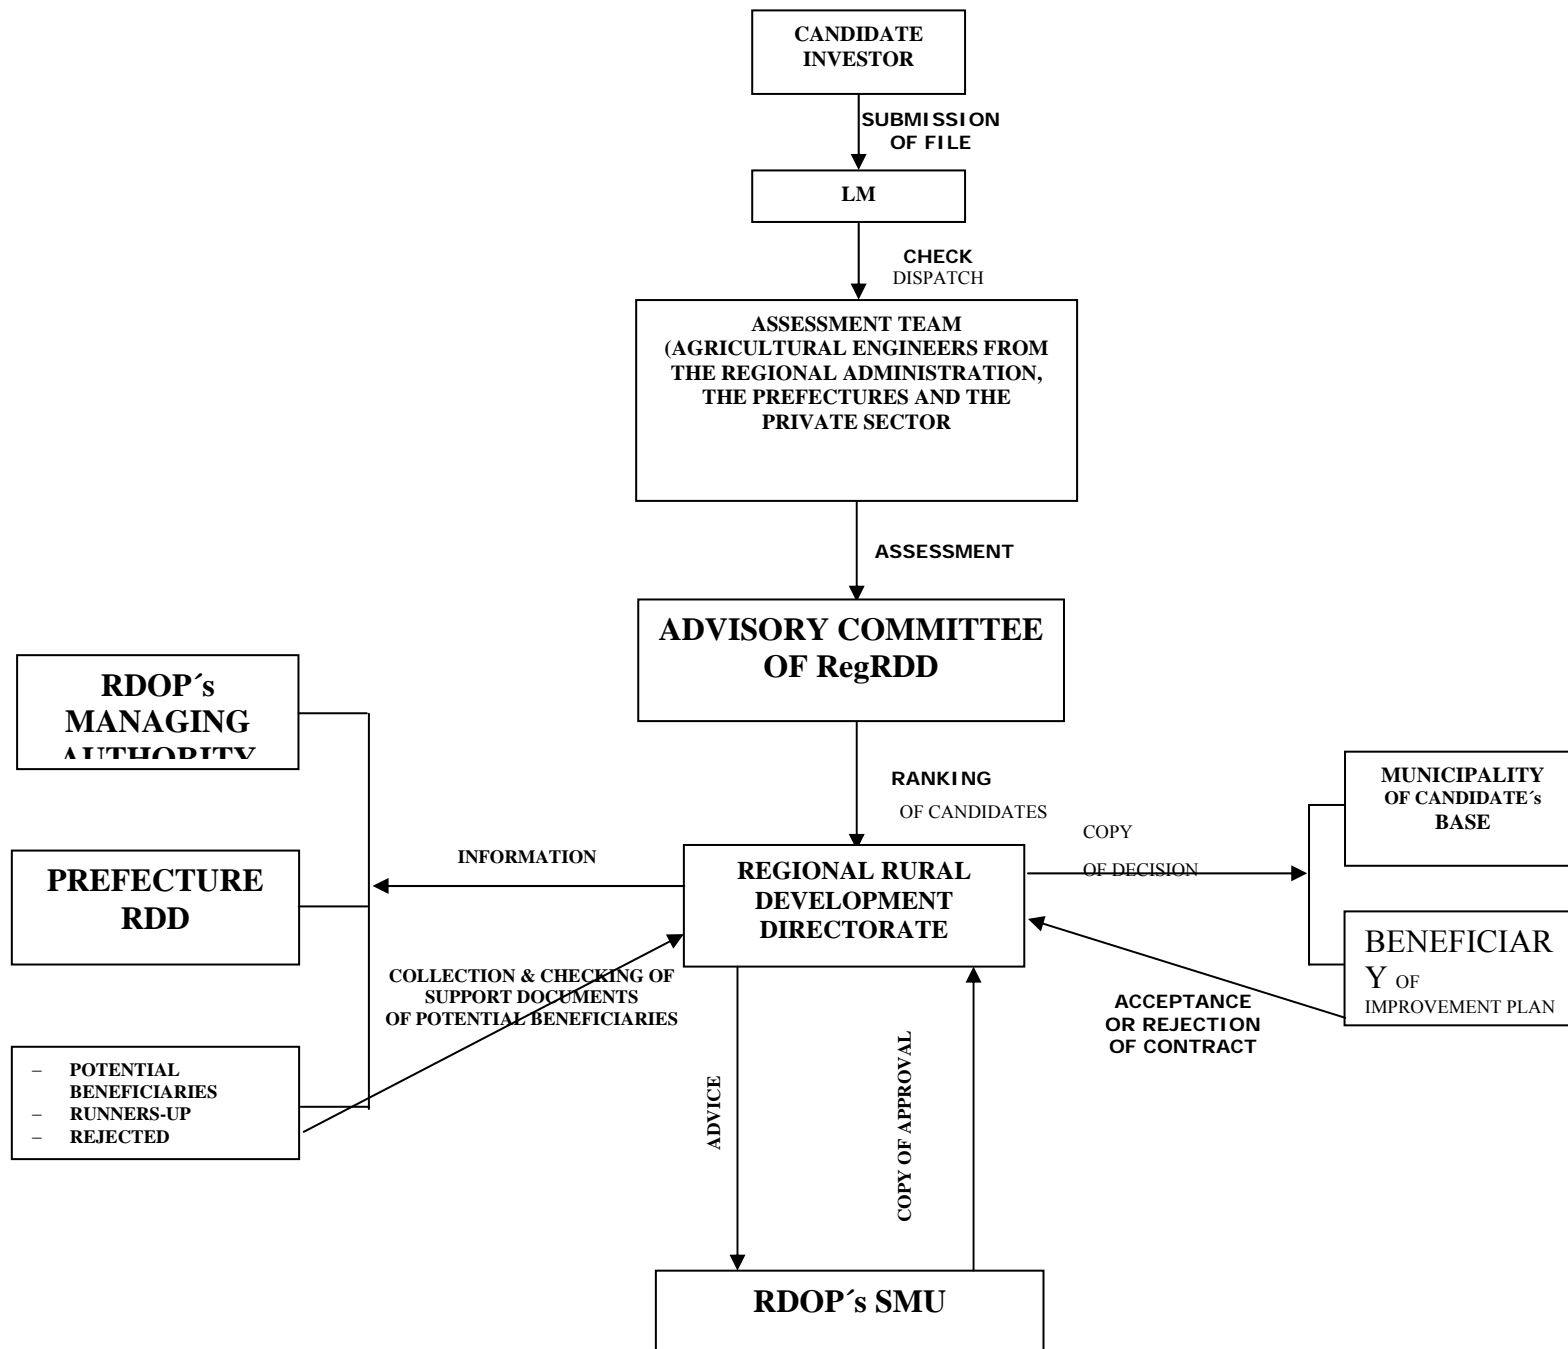 CANDIDATE
INVESTOR
SUBMISSION
OF FILE
LM
CHECK
DISPATCH
ASSESSMENT TEAM
(AGRICULTURAL ENGINEERS FROM
THE REGIONAL ADMINISTRATION,
THE PREFECTURES AND THE
PRIVATE SECTOR
ASSESSMENT
ADVISORY COMMITTEE
OF RegRDD
RDOP´s
MANAGING
AUTHORITY
RANKING
OF CANDIDATES
COPY
OF DECISION
MUNICIPALITY
OF CANDIDATE´s
BASE
INFORMATION
PREFECTURE
RDD
REGIONAL RURAL
DEVELOPMENT
DIRECTORATE
BENEFICIAR
Y OF
IMPROVEMENT PLAN
COLLECTION & CHECKING OF
SUPPORT DOCUMENTS
OF POTENTIAL BENEFICIARIES
ACCEPTANCE
OR REJECTION
OF CONTRACT
– POTENTIAL
BENEFICIARIES
– RUNNERS-UP
– REJECTED
ADVICE
COPY OF APPROVAL
RDOP´s SMU